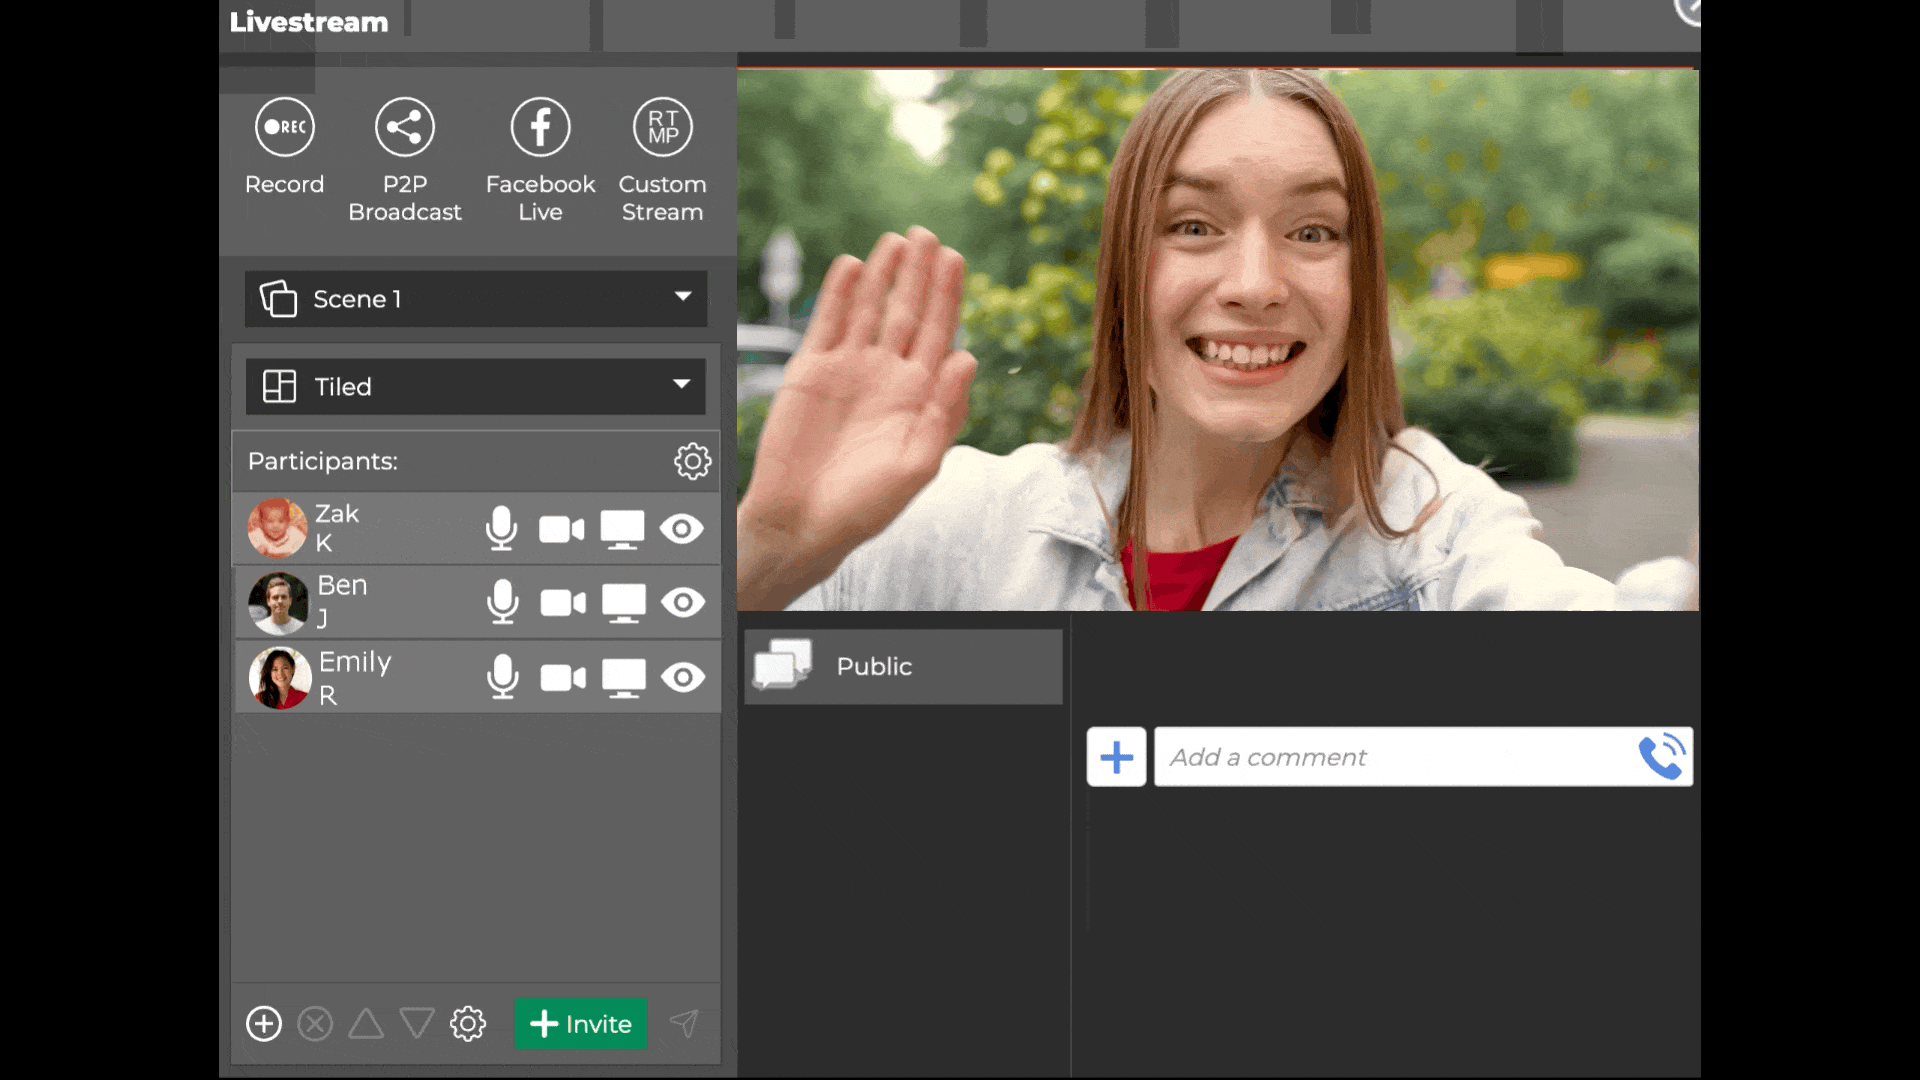 Livestream
REC
RT
MP
Record
P2P
Broadcast
Facebook
Live
Custom
Stream
Scene 1
Tiled
Participants:
Zak
K
Ben
J
Emily
R
Public
Add a comment
Invite